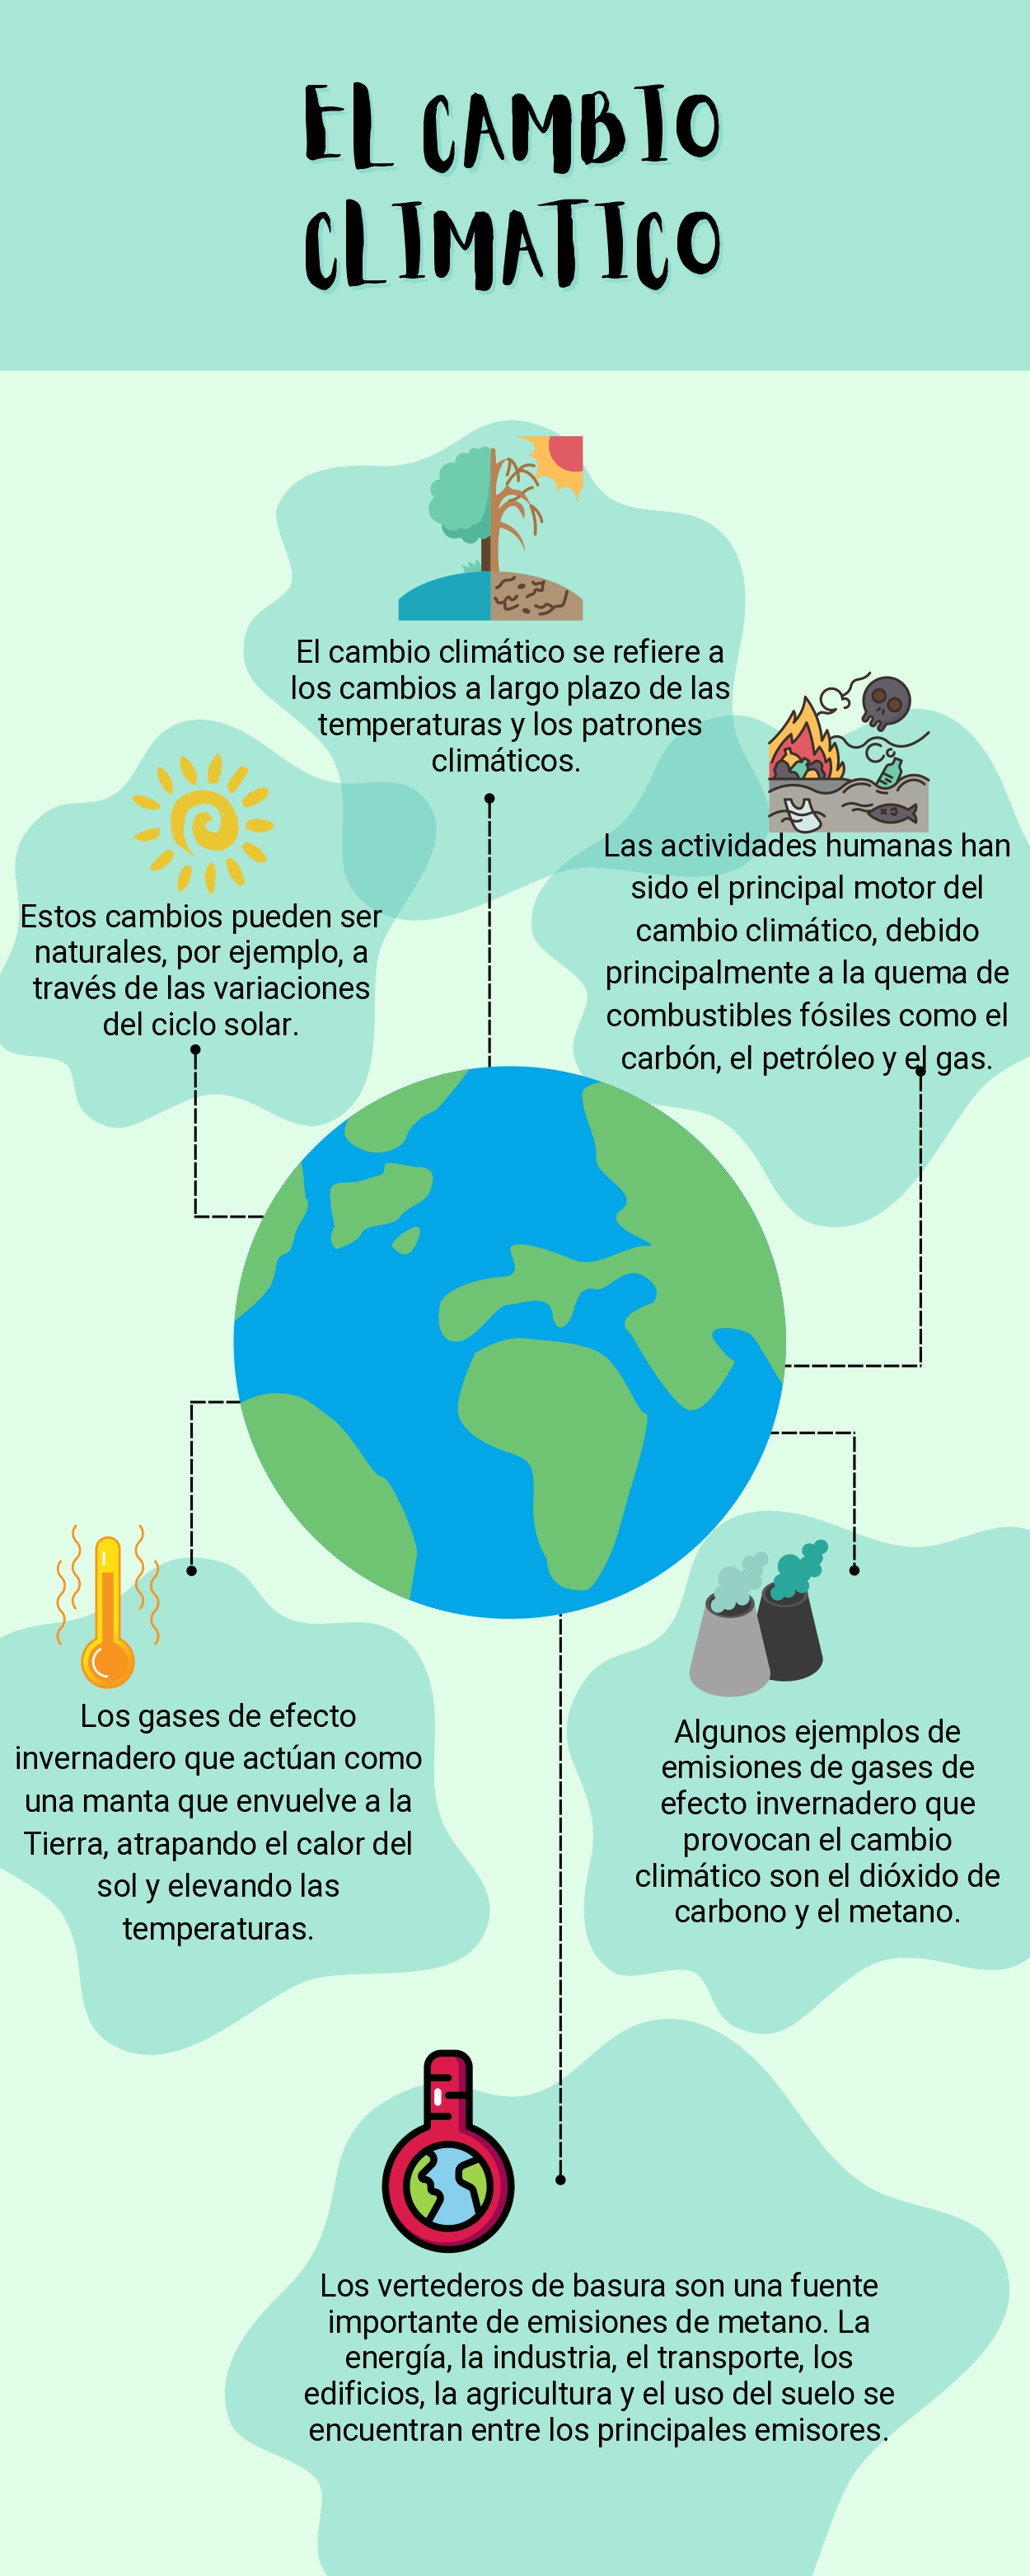 EL CAMBIO
CLIMATICO
El cambio climático se refiere a
los cambios a largo plazo de las
temperaturas y los patrones
climáticos.
Estos cambios pueden ser
naturales, por ejemplo, a
través de las variaciones
del ciclo solar.
Las actividades humanas han
sido el principal motor del
cambio climático, debido
principalmente a la quema de
combustibles fósiles como el
carbón, el petróleo y el gas.
Los gases de efecto
invernadero que actúan como
una manta que envuelve a la
Tierra, atrapando el calor del
sol y elevando las
temperaturas.
Algunos ejemplos de
emisiones de gases de
efecto invernadero que
provocan el cambio
climático son el dióxido de
carbono y el metano.
Los vertederos de basura son una fuente
importante de emisiones de metano. La
energía, la industria, el transporte, los
edificios, la agricultura y el uso del suelo se
encuentran entre los principales emisores.